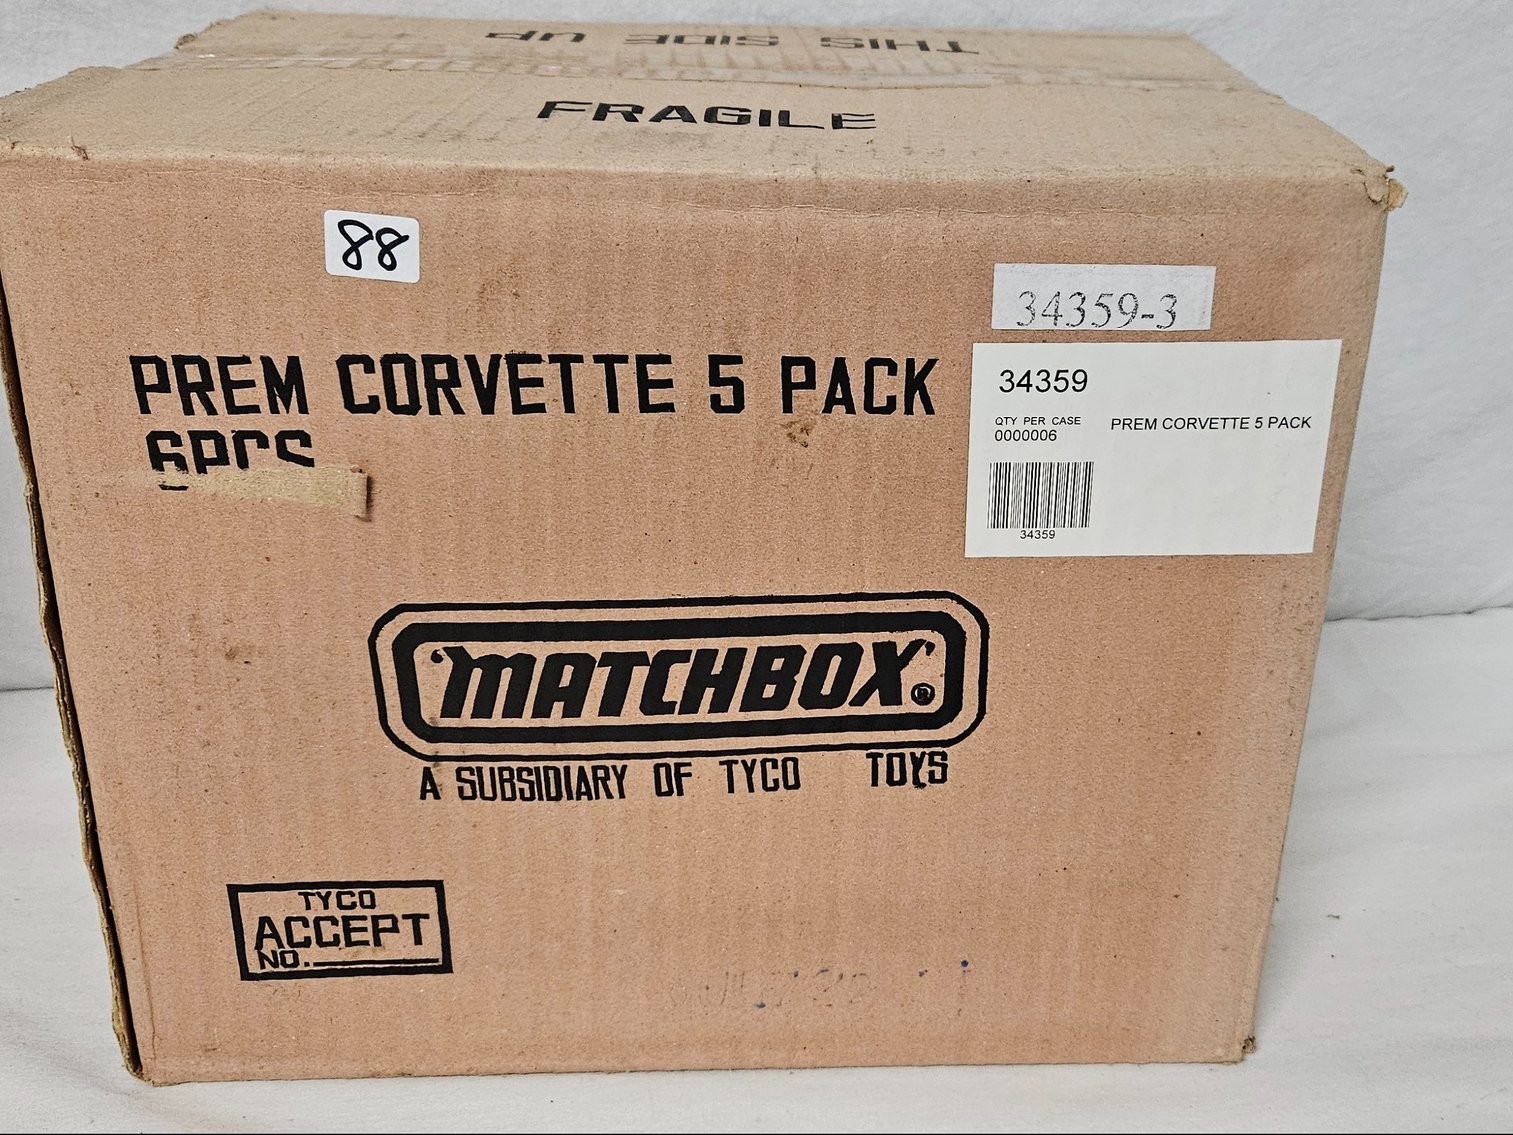 THIS SIDE UP
FRAGILE
88
34359-3
PREM CORVETTE 5 PACK
6PCS
34359
QTY PER CASE
0000006
PREM CORVETTE 5 PACK
34359
'MATCHBOX'®
A SUBSIDIARY OF TYCO TOYS
TYCO
ACCEPT
NO.